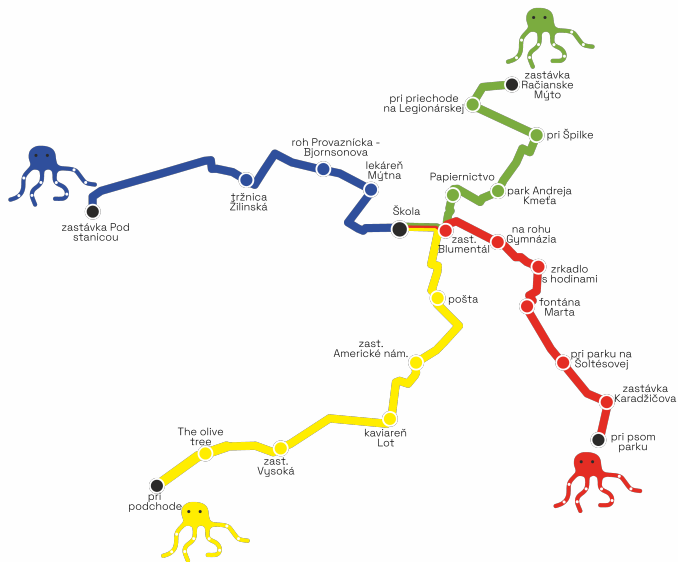 zastávka
Račianske
Mýto
pri priechode
na Legionárskej
pri Špilke
roh Provaznícka -
Bjornsonova
lekáreň
Mýtna
Papiernictvo
park Andreja
Kmeťa
tržnica
Žilinská
zastávka Pod
stanicou
Škola
zast.
Blumentál
na rohu
Gymnázia
zrkadlo
s hodinami
pošta
fontána
Marta
zast.
Americké nám.
pri parku na
Šoltésovej
zastávka
Karadžičova
kaviareň
Lot
The olive
tree
zast.
Vysoká
pri psom
parku
pri
podchode